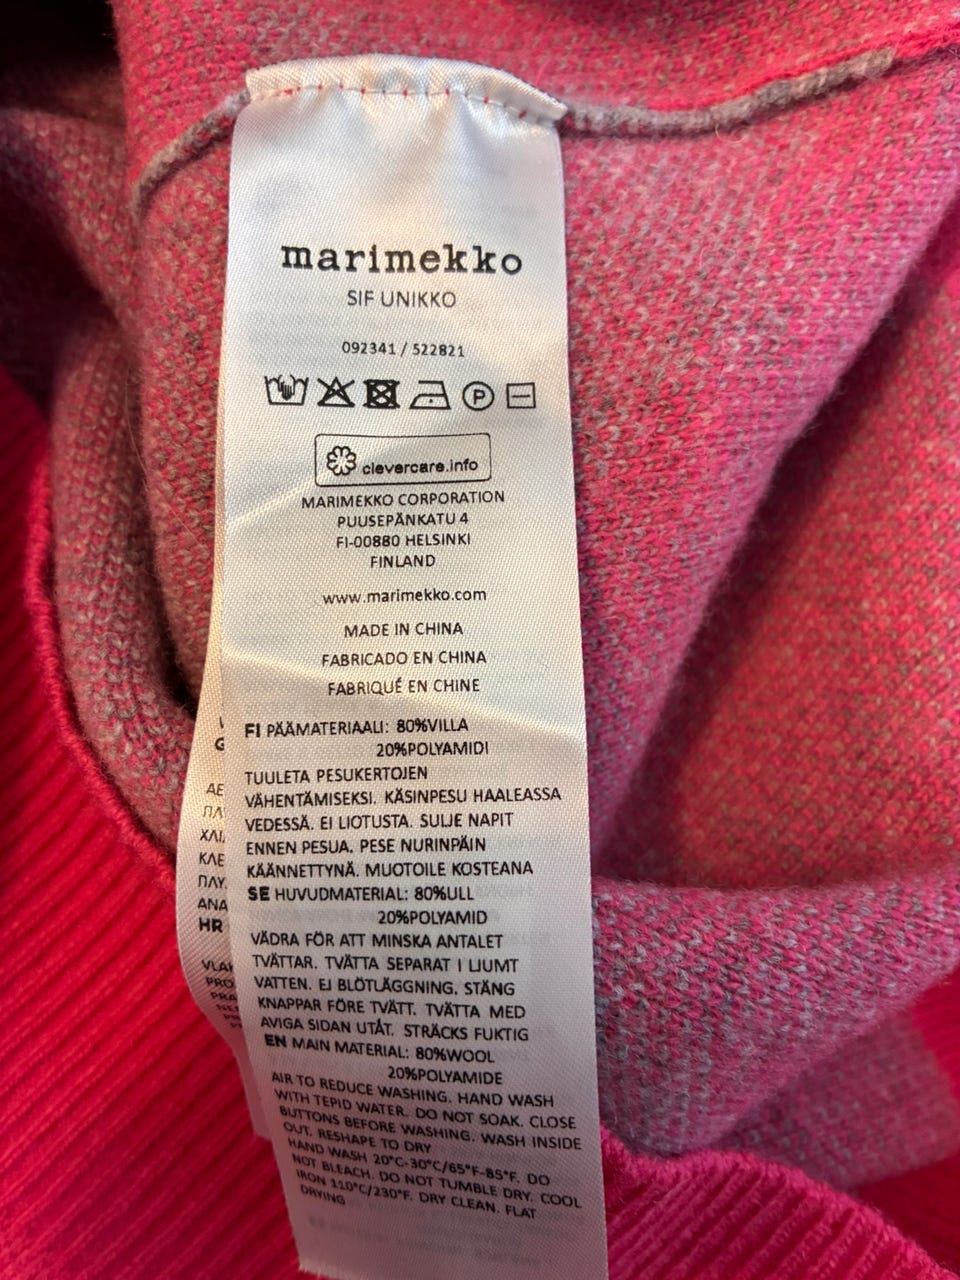 marimekko
SIF UNIKKO
092341 / 522821
P
clevercare.info
MARIMEKKO CORPORATION
PUUSEPÄNKATU 4
FI-00880 HELSINKI
FINLAND
www.marimekko.com
MADE IN CHINA
FABRICADO EN CHINA
FABRIQUÉ EN CHINE
FI PÄÄMATERIAALI: 80%VILLA
20%POLYAMIDI
TUULETA PESUKERTOJEN
VÄHENTÄMISEKSI. KÄSINPESU HAALEASSA
VEDESSÄ. EI LIOTUSTA. SULJE NAPIT
ENNEN PESUA. PESE NURINPÄIN
KÄÄNNETTYNÄ. MUOTOILE KOSTEANA
SE HUVUDMATERIAL: 80%ULL
20%POLYAMID
VÄDRA FÖR ATT MINSKA ANTALET
TVÄTTAR. TVÄTTA SEPARAT I LJUMT
VATTEN. EJ BLÖTLÄGGNING. STÄNG
KNAPPAR FÖRE TVÄTT. TVÄTTA MED
AVIGA SIDAN UTÅT. STRÄCKS FUKTIG
EN MAIN MATERIAL: 80%WOOL
20%POLYAMIDE
AIR TO REDUCE WASHING. HAND WASH
WITH TEPID WATER. DO NOT SOAK. CLOSE
BUTTONS BEFORE WASHING. WASH INSIDE
OUT. RESHAPE TO DRY
HAND WASH 20°C-30°C/65°F-85°F. DO
NOT BLEACH. DO NOT TUMBLE DRY. COOL
IRON 110°C/230°F. DRY CLEAN. FLAT
DRYING
HR